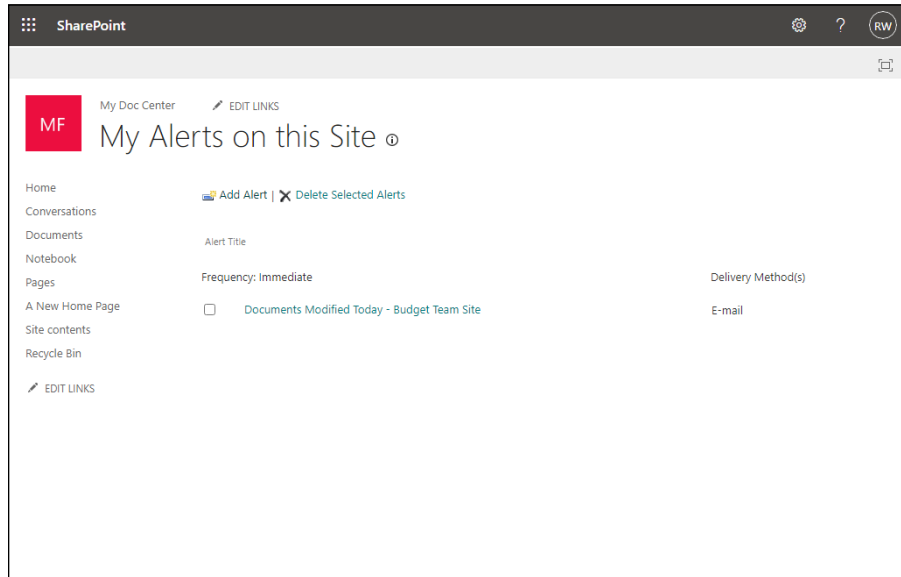 SharePoint
?
RW
MF
My Doc Center
EDIT LINKS
My Alerts on this Site
Home
Conversations
Documents
Notebook
Pages
A New Home Page
Site contents
Recycle Bin
EDIT LINKS
Add Alert | Delete Selected Alerts
Alert Title
Frequency: Immediate
Delivery Method(s)
Documents Modified Today - Budget Team Site
E-mail